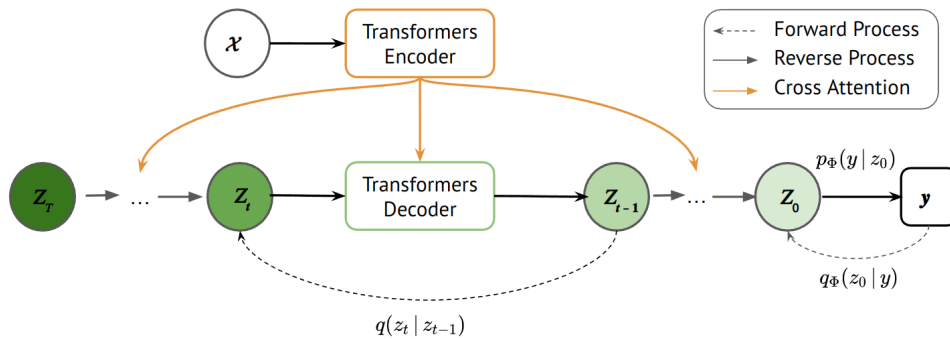 𝒳
Transformers
Encoder
Forward Process
Reverse Process
Cross Attention
Z_T
...
Z_t
Transformers
Decoder
Z_{t-1}
...
Z_0
p_Φ(y | z_0)
y
q_Φ(z_0 | y)
q(z_t | z_{t-1})